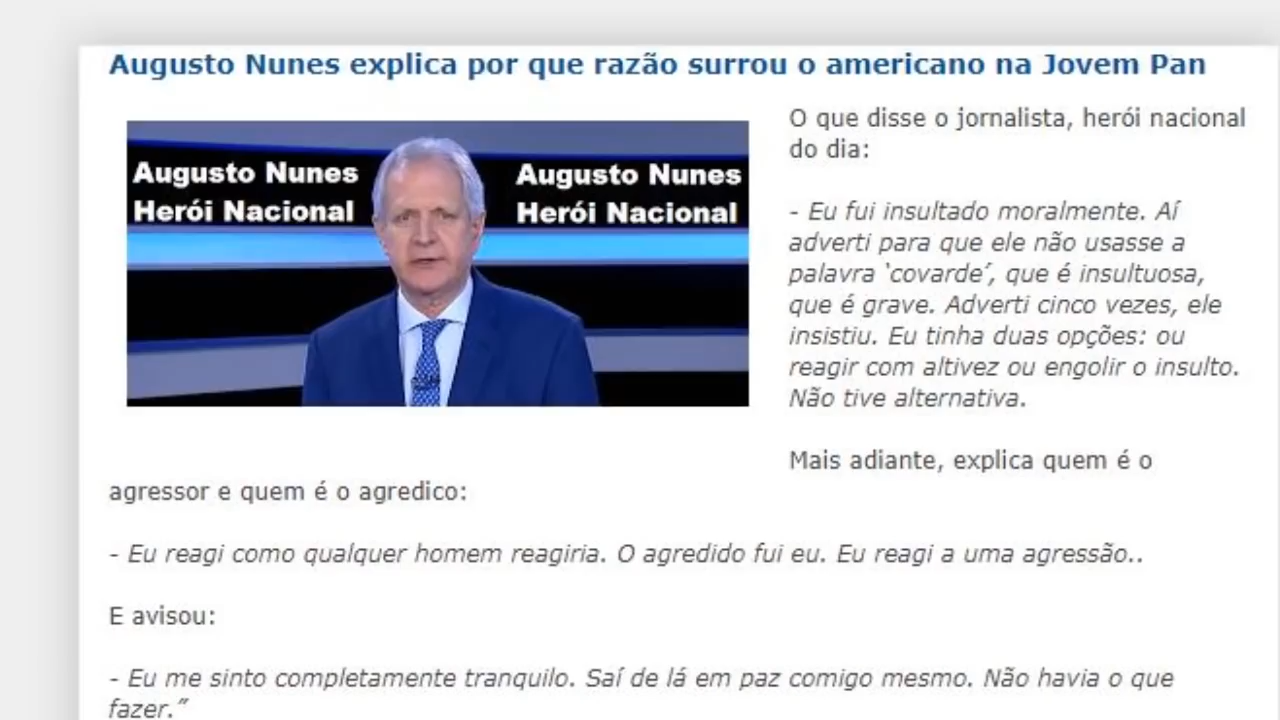 Augusto Nunes explica por que razão surrou o americano na Jovem Pan
Augusto Nunes
Herói Nacional
Augusto Nunes
Herói Nacional
O que disse o jornalista, herói nacional
do dia:
- Eu fui insultado moralmente. Aí
adverti para que ele não usasse a
palavra ‛covarde’, que é insultuosa,
que é grave. Adverti cinco vezes, ele
insistiu. Eu tinha duas opções: ou
reagir com altivez ou engolir o insulto.
Não tive alternativa.
Mais adiante, explica quem é o
agressor e quem é o agredico:
- Eu reagi como qualquer homem reagiria. O agredido fui eu. Eu reagi a uma agressão..
E avisou:
- Eu me sinto completamente tranquilo. Saí de lá em paz comigo mesmo. Não havia o que
fazer.”